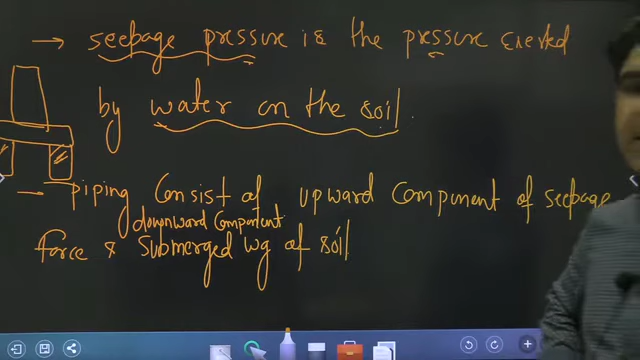 → seepage pressure is the pressure exerted
by water on the soil.
— piping consist of upward component of seepage
downward component
force & submerged wg of soil